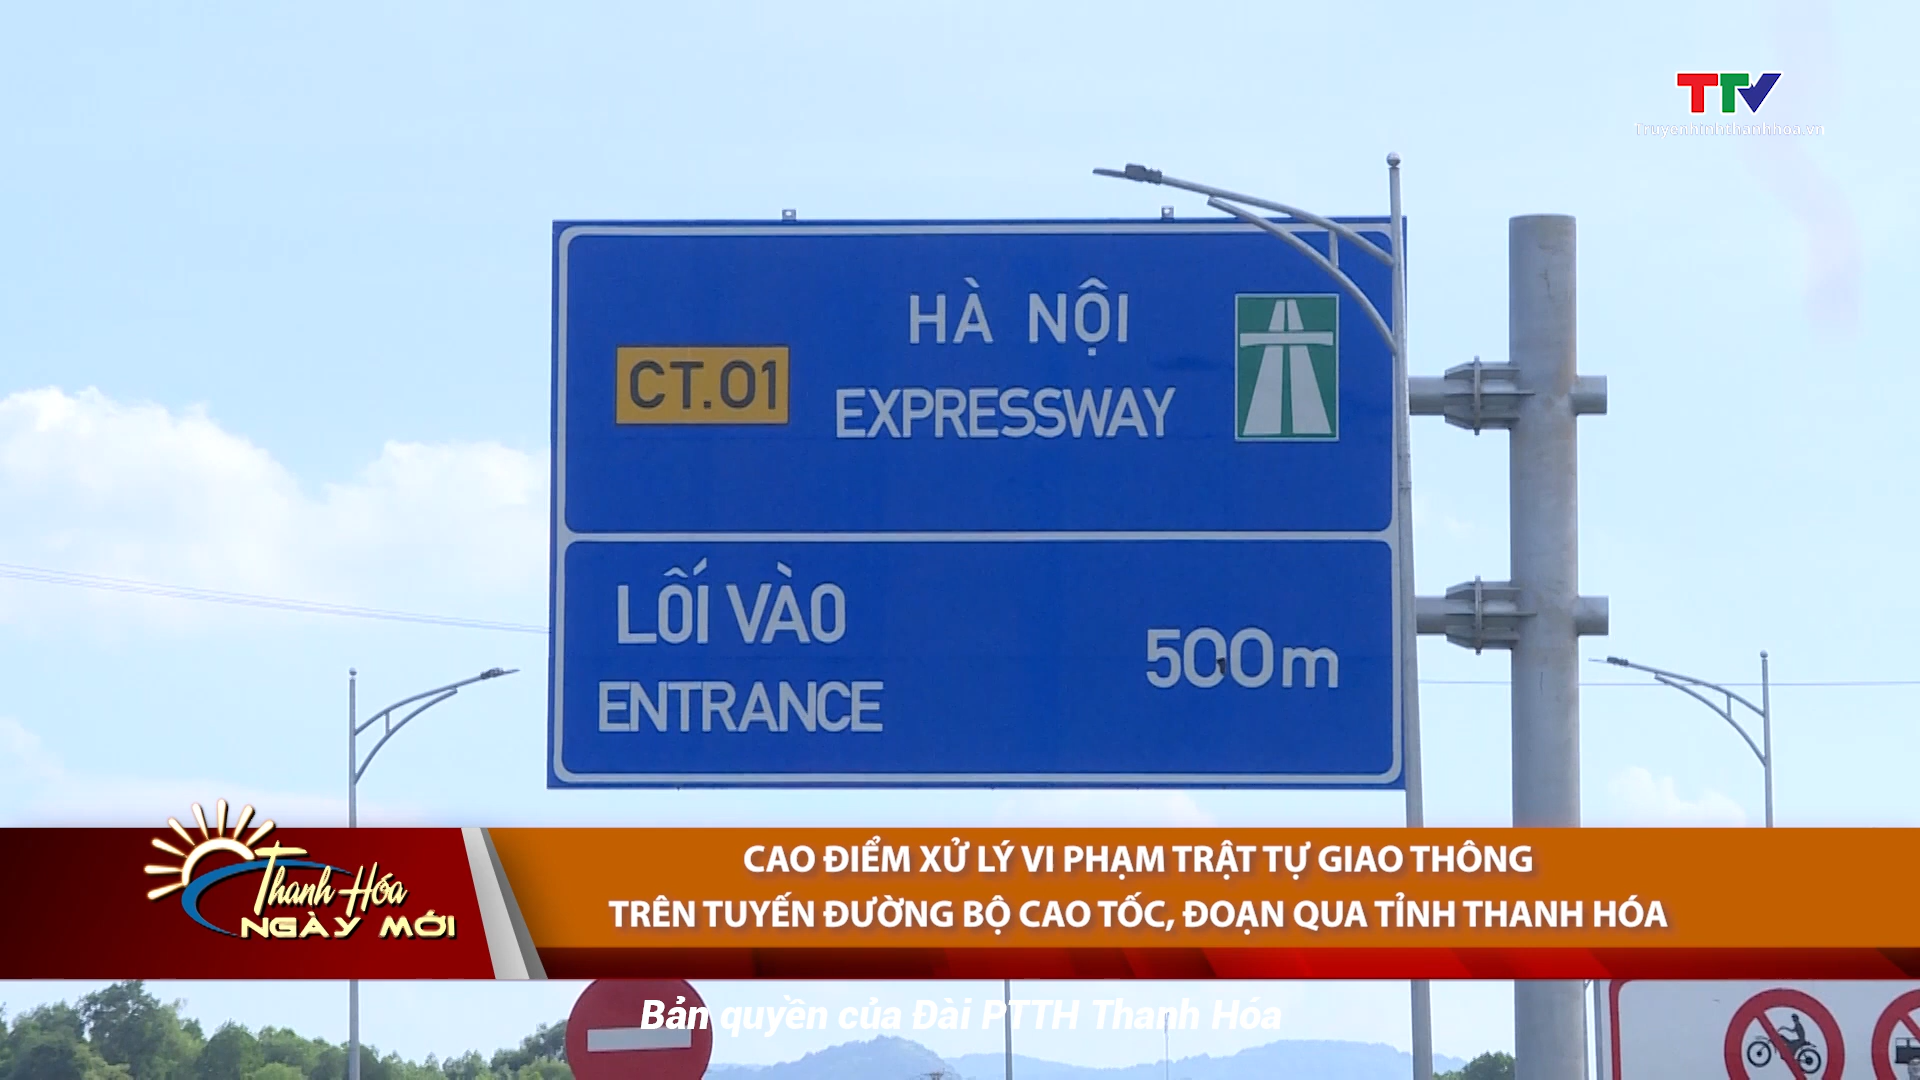 TTV
Truyenhinhthanhhoa.vn
HÀ NỘI
CT.01
EXPRESSWAY
LỐI VÀO
500m
ENTRANCE
Thanh Hóa
NGÀY MỚI
CAO ĐIỂM XỬ LÝ VI PHẠM TRẬT TỰ GIAO THÔNG
TRÊN TUYẾN ĐƯỜNG BỘ CAO TỐC, ĐOẠN QUA TỈNH THANH HÓA
Bản quyền của Đài PTTH Thanh Hóa